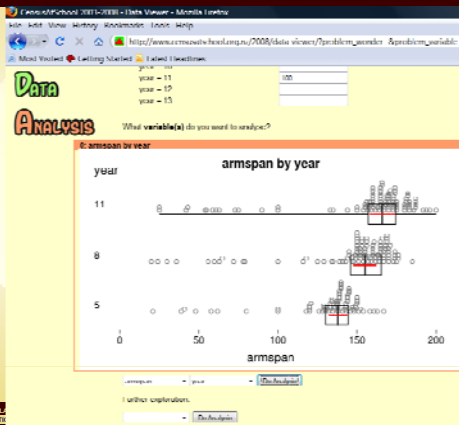 CensusAtSchool 2003-2008 - Data Viewer - Mozilla Firefox
File Edit View History Bookmarks Tools Help
Most Visited Getting Started Latest Headlines
year - 11 100
year - 12
year - 13
DATA ANALYSIS
What variable(s) do you want to analyse?
armspan by year
armspan by year
year
11
8
5
0 50 100 150 200
armspan
armspan year Do Analysis
Further exploration.
Do Analysis